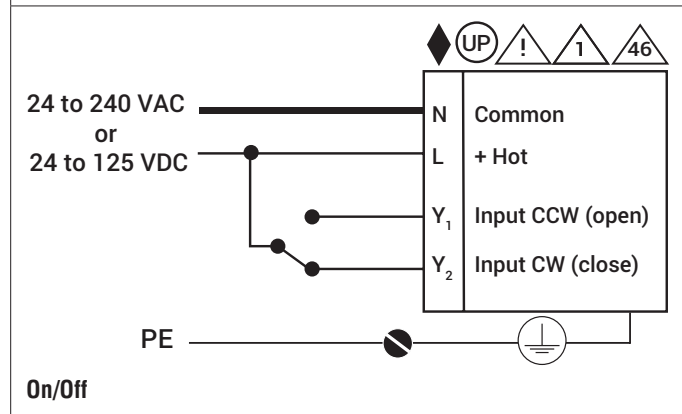 UP ! 1 46
24 to 240 VAC
or
24 to 125 VDC
N Common
L + Hot
Y1 Input CCW (open)
Y2 Input CW (close)
PE
On/Off